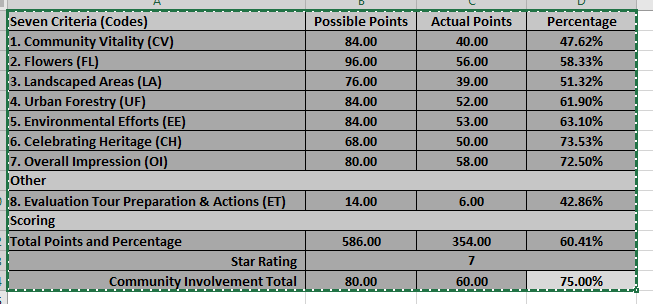 Seven Criteria (Codes) Possible Points Actual Points Percentage
1. Community Vitality (CV) 84.00 40.00 47.62%
2. Flowers (FL) 96.00 56.00 58.33%
3. Landscaped Areas (LA) 76.00 39.00 51.32%
4. Urban Forestry (UF) 84.00 52.00 61.90%
5. Environmental Efforts (EE) 84.00 53.00 63.10%
6. Celebrating Heritage (CH) 68.00 50.00 73.53%
7. Overall Impression (OI) 80.00 58.00 72.50%
Other
8. Evaluation Tour Preparation & Actions (ET) 14.00 6.00 42.86%
Scoring
Total Points and Percentage 586.00 354.00 60.41%
Star Rating 7
Community Involvement Total 80.00 60.00 75.00%